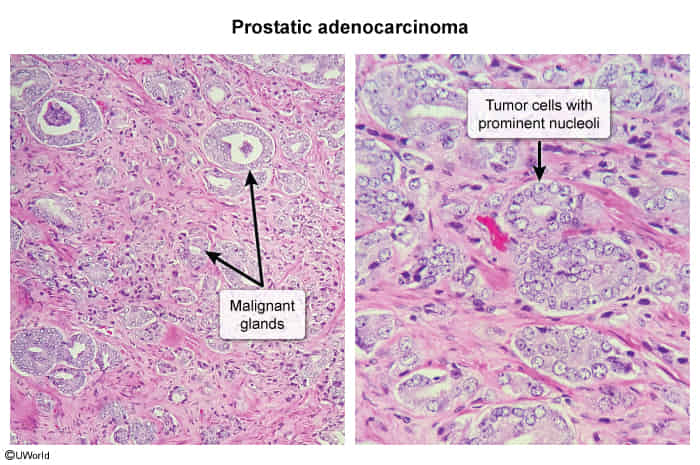 Prostatic adenocarcinoma
Tumor cells with
prominent nucleoli
Malignant
glands
©UWorld